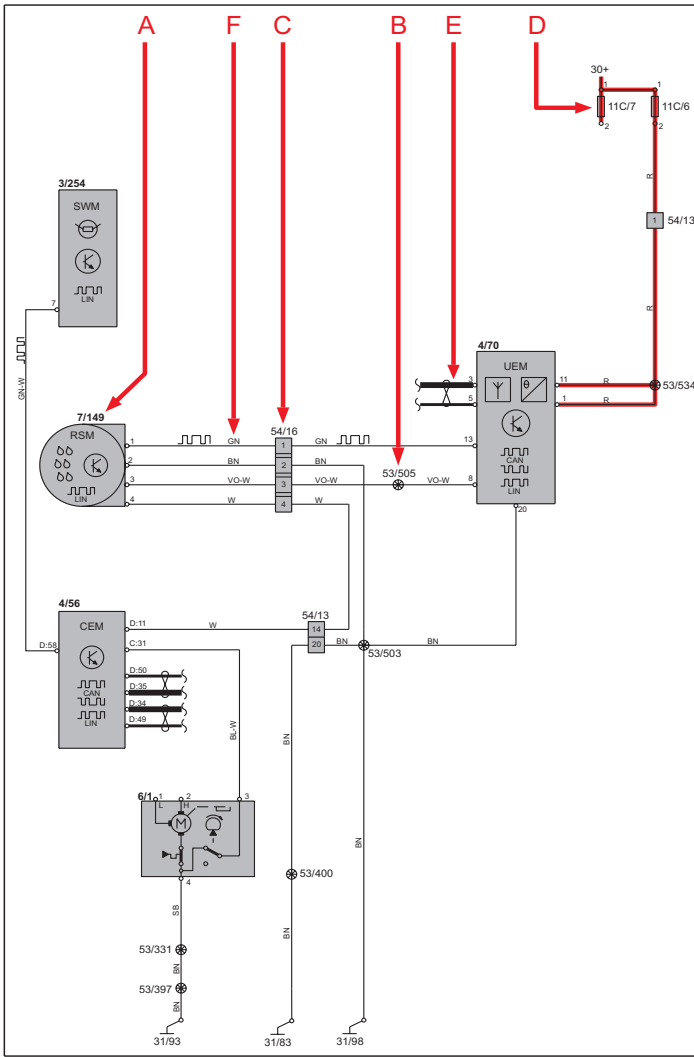 A F C B E D
30+
1 1
11C/7 11C/6
2 2
R
3/254
SWM
LIN
1 54/13
7
R
GN-W
4/70
UEM
3 11 R
53/534
5 1 R
7/149
RSM
LIN
54/16
1 GN 1 GN 13
2 BN 2 BN
53/505
3 VO-W 3 VO-W VO-W 8
4 W 4 W
CAN
LIN
20
4/56
CEM
54/13
D:11 W 14
D:58 C:31 20 BN BN
53/503
D:50
D:35
CAN
D:34
LIN
D:49
BL-W
BN
6/1 1 2 3
L H
M
4
BN
SB
53/400
53/331
BN
BN
53/397
BN
31/93 31/83 31/98